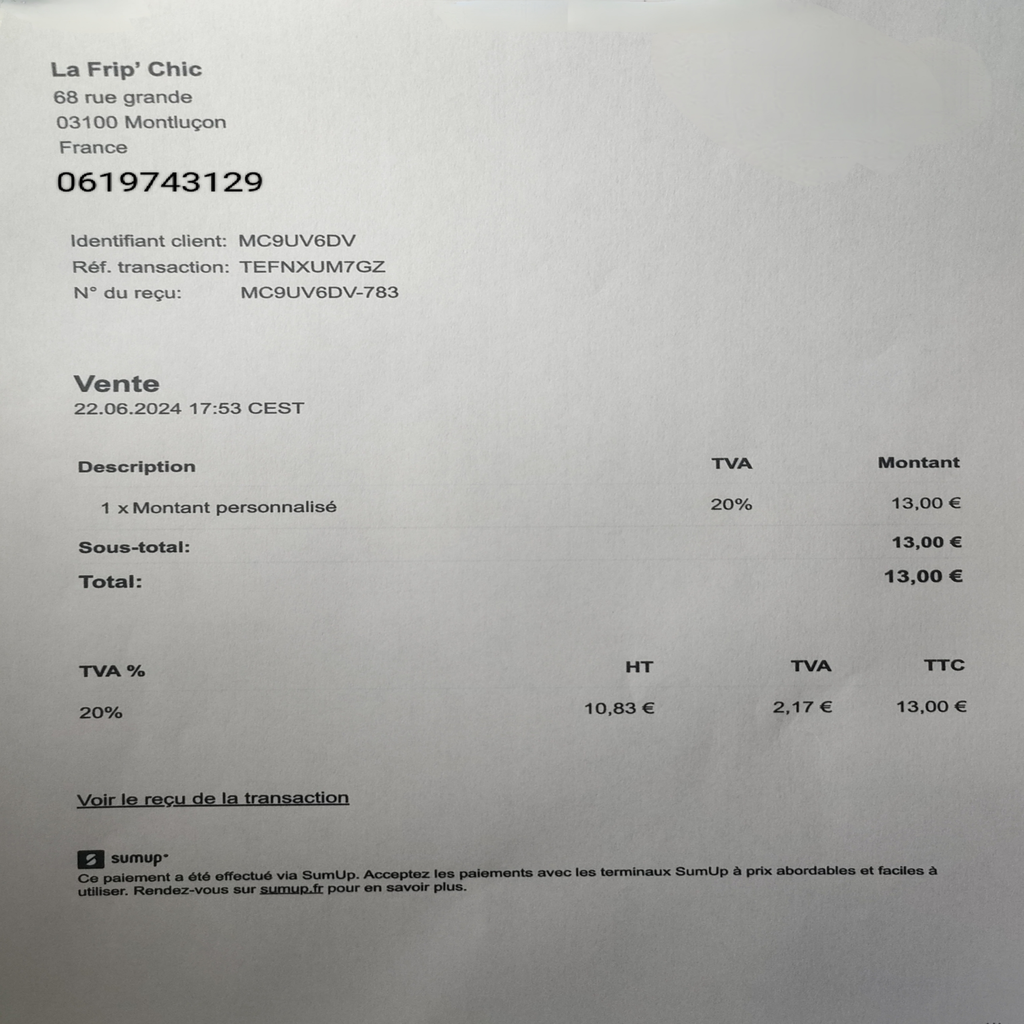 La Frip' Chic
68 rue grande
03100 Montluçon
France
0619743129
Identifiant client: MC9UV6DV
Réf. transaction: TEFNXUM7GZ
N° du reçu: MC9UV6DV-783
Vente
22.06.2024 17:53 CEST
Description TVA Montant
1 x Montant personnalisé 20% 13,00 €
Sous-total: 13,00 €
Total: 13,00 €
TVA % HT TVA TTC
20% 10,83 € 2,17 € 13,00 €
Voir le reçu de la transaction
sumup
Ce paiement a été effectué via SumUp. Acceptez les paiements avec les terminaux SumUp à prix abordables et faciles à
utiliser. Rendez-vous sur sumup.fr pour en savoir plus.